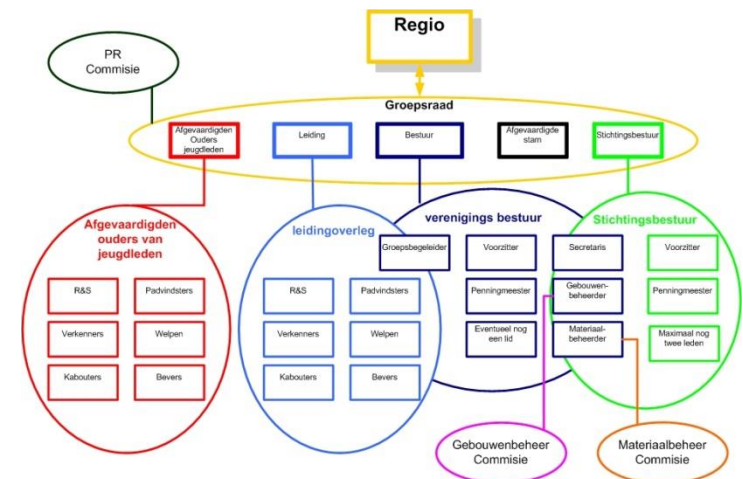 Regio
PR
Commisie
Groepsraad
Afgevaardigden
Ouders
jeugdleden
Leiding
Bestuur
Afgevaardigde
stam
Stichtingsbestuur
Afgevaardigden
ouders van
jeugdleden
R&S
Padvindsters
Verkenners
Welpen
Kabouters
Bevers
leidingoverleg
R&S
Padvindsters
Verkenners
Welpen
Kabouters
Bevers
verenigings bestuur
Groepsbegeleider
Voorzitter
Secretaris
Penningmeester
Gebouwen-
beheerder
Eventueel nog
een lid
Materiaal-
beheerder
Stichtingsbestuur
Voorzitter
Penningmeester
Maximaal nog
twee leden
Gebouwenbeheer
Commisie
Materiaalbeheer
Commisie